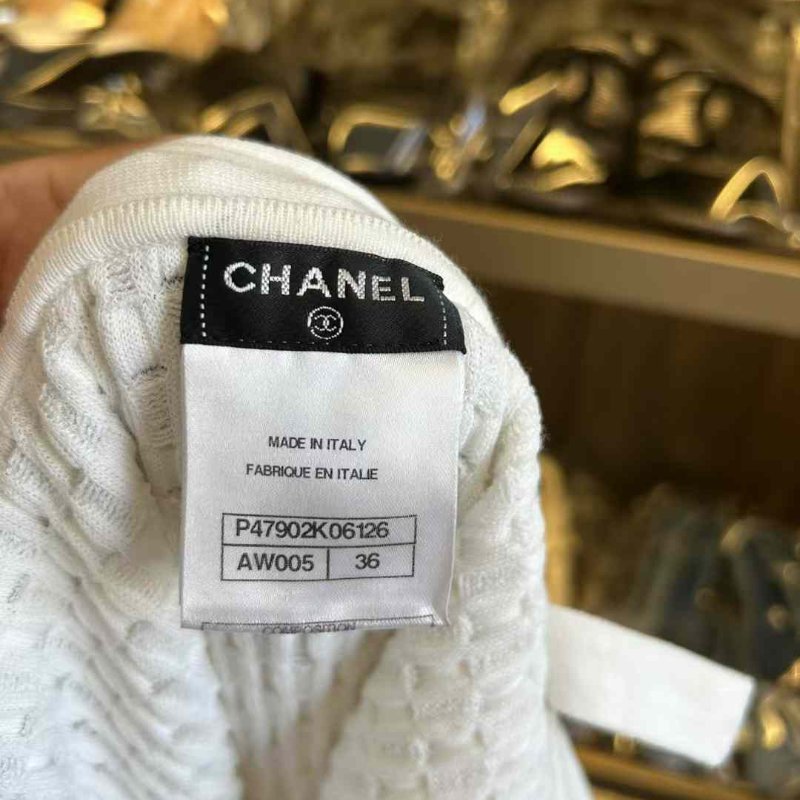 CHANEL
MADE IN ITALY
FABRIQUE EN ITALIE
P47902K06126
AW005 36
COMPOSITION